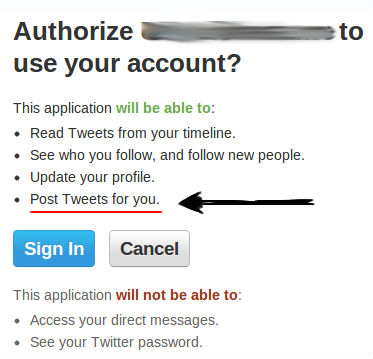 Authorize to
use your account?
This application will be able to:
Read Tweets from your timeline.
See who you follow, and follow new people.
Update your profile.
Post Tweets for you.
Sign In Cancel
This application will not be able to:
Access your direct messages.
See your Twitter password.